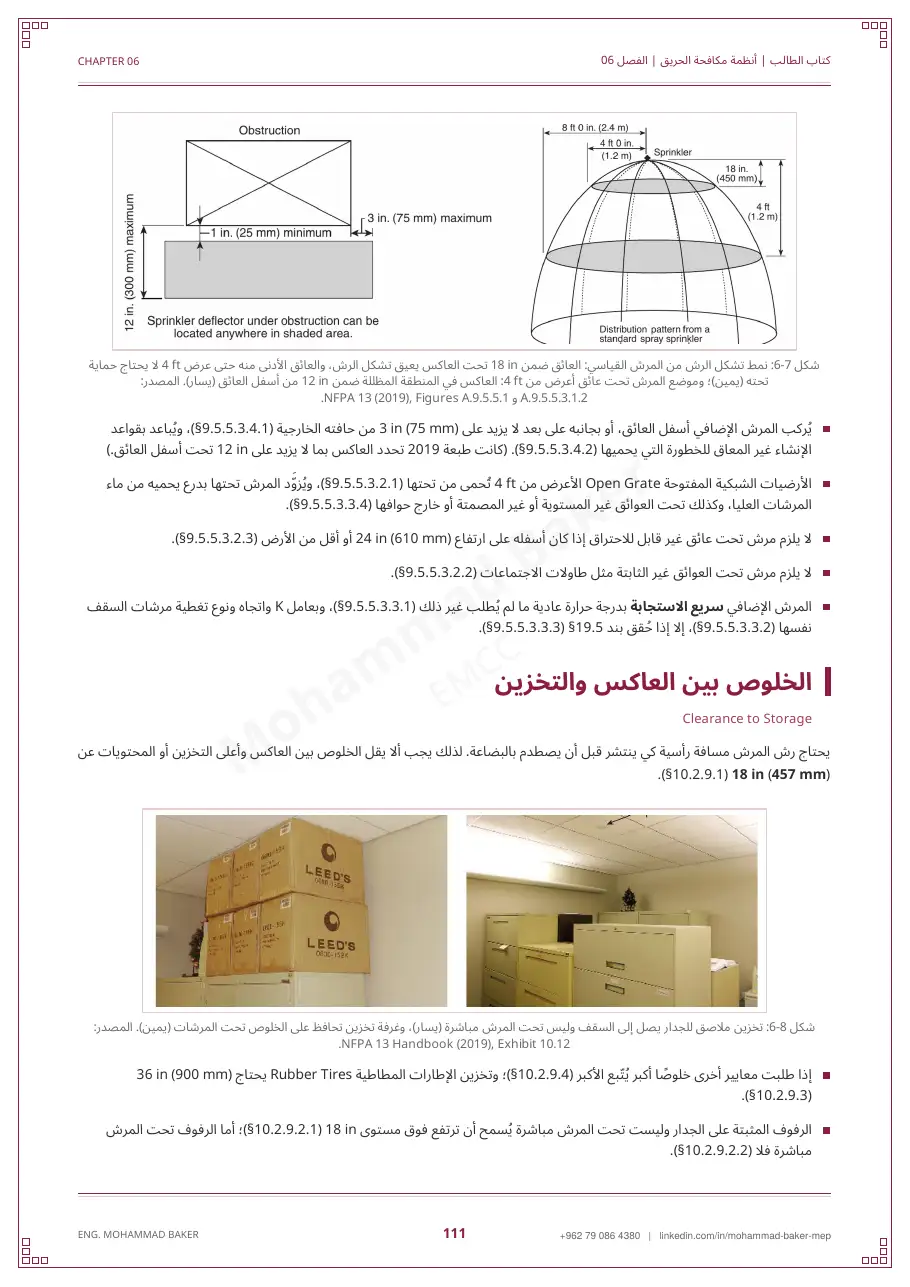 CHAPTER 06
كتاب الطالب | أنظمة مكافحة الحريق | الفصل 06
Obstruction
12 in. (300 mm) maximum
1 in. (25 mm) minimum
3 in. (75 mm) maximum
Sprinkler deflector under obstruction can be
located anywhere in shaded area.
8 ft 0 in. (2.4 m)
4 ft 0 in.
(1.2 m)
Sprinkler
18 in.
(450 mm)
4 ft
(1.2 m)
Distribution pattern from a
standard spray sprinkler
شكل 7-6: نمط تشكل الرش من المرش القياسي: العائق ضمن 18 in تحت العاكس يعيق تشكل الرش، والعائق الأدنى منه حتى عرض 4 ft لا يحتاج حماية
تحته (يمين)؛ وموضع المرش تحت عائق أعرض من 4 ft: العاكس في المنطقة المظللة ضمن 12 in من أسفل العائق (يسار). المصدر:
NFPA 13 (2019), Figures A.9.5.5.1 و A.9.5.5.3.1.2.
يُركب المرش الإضافي أسفل العائق، أو بجانبه على بعد لا يزيد على 3 in (75 mm) من حافته الخارجية (§9.5.5.3.4.1)، ويُباعد بقواعد
الإنشاء غير المعاق للخطورة التي يحميها (§9.5.5.3.4.2). (كانت طبعة 2019 تحدد العاكس بما لا يزيد على 12 in تحت أسفل العائق.)
الأرضيات الشبكية المفتوحة Open Grate الأعرض من 4 ft تُحمى من تحتها (§9.5.5.3.2.1)، ويُزوَّد المرش تحتها بدرع يحميه من ماء
المرشات العليا، وكذلك تحت العوائق غير المستوية أو غير المصمتة أو خارج حوافها (§9.5.5.3.3.4).
لا يلزم مرش تحت عائق غير قابل للاحتراق إذا كان أسفله على ارتفاع 24 in (610 mm) أو أقل من الأرض (§9.5.5.3.2.3).
لا يلزم مرش تحت العوائق غير الثابتة مثل طاولات الاجتماعات (§9.5.5.3.2.2).
المرش الإضافي سريع الاستجابة بدرجة حرارة عادية ما لم يُطلب غير ذلك (§9.5.5.3.3.1)، وبعامل K واتجاه ونوع تغطية مرشات السقف
نفسها (§9.5.5.3.3.2)، إلا إذا حُقق بند §19.5 (§9.5.5.3.3.3).
الخلوص بين العاكس والتخزين
Clearance to Storage
يحتاج رش المرش مسافة رأسية كي ينتشر قبل أن يصطدم بالبضاعة. لذلك يجب ألا يقل الخلوص بين العاكس وأعلى التخزين أو المحتويات عن
18 in (457 mm) (§10.2.9.1).
LEED'S
LEED'S
شكل 8-6: تخزين ملاصق للجدار يصل إلى السقف وليس تحت المرش مباشرة (يسار)، وغرفة تخزين تحافظ على الخلوص تحت المرشات (يمين). المصدر:
NFPA 13 Handbook (2019), Exhibit 10.12.
إذا طلبت معايير أخرى خلوصًا أكبر يُتّبع الأكبر (§10.2.9.4)؛ وتخزين الإطارات المطاطية Rubber Tires يحتاج 36 in (900 mm)
(§10.2.9.3).
الرفوف المثبتة على الجدار وليست تحت المرش مباشرة يُسمح أن ترتفع فوق مستوى 18 in (§10.2.9.2.1)؛ أما الرفوف تحت المرش
مباشرة فلا (§10.2.9.2.2).
Mohammad Baker
EMCC
ENG. MOHAMMAD BAKER
111
+962 79 086 4380 | linkedin.com/in/mohammad-baker-mep